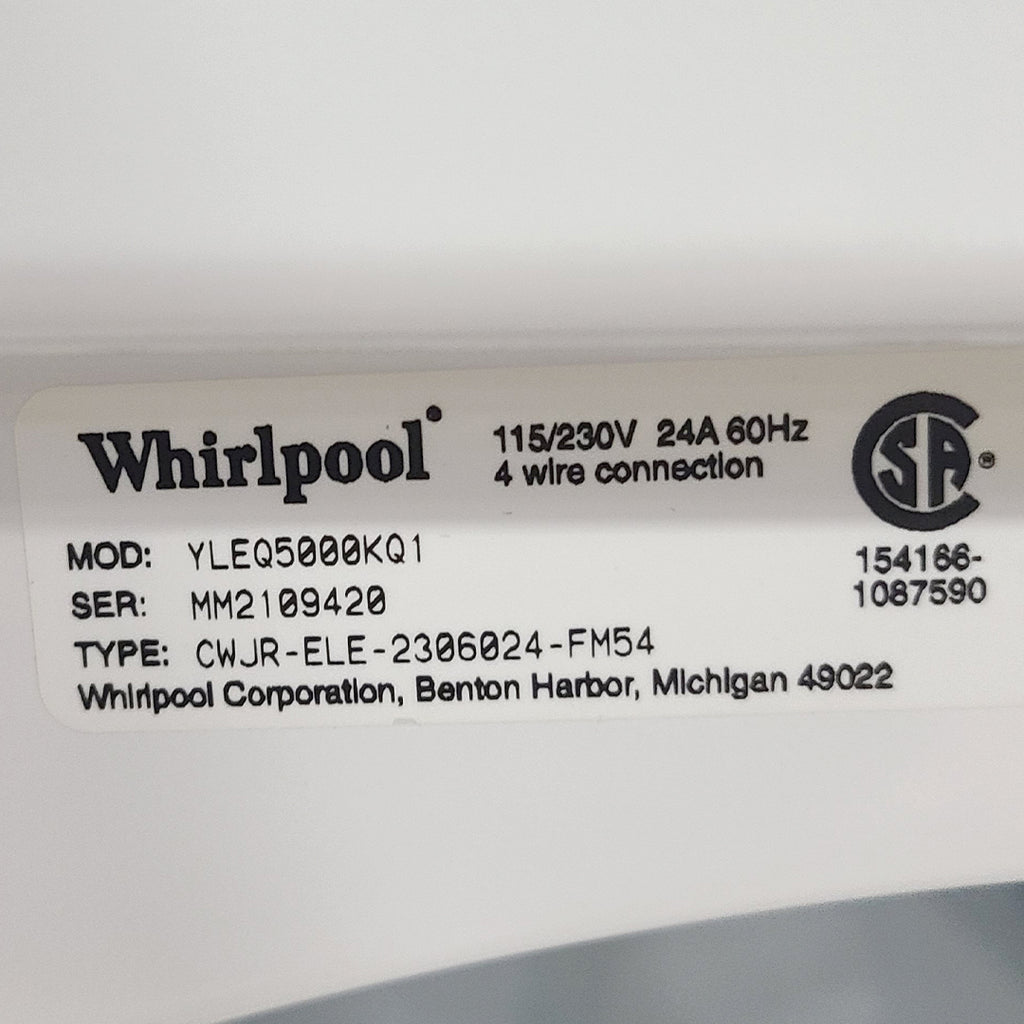 Whirlpool
115/230V 24A 60Hz
4 wire connection
SA ®
154166-
1087590
MOD: YLEQ5000KQ1
SER: MM2109420
TYPE: CWJR-ELE-2306024-FM54
Whirlpool Corporation, Benton Harbor, Michigan 49022